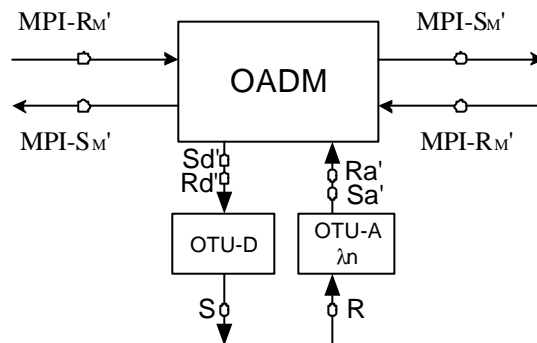 MPI-RM'
MPI-SM'
OADM
MPI-SM'
MPI-RM'
Sd'
Rd'
Ra'
Sa'
OTU-D
OTU-A
λn
S
R